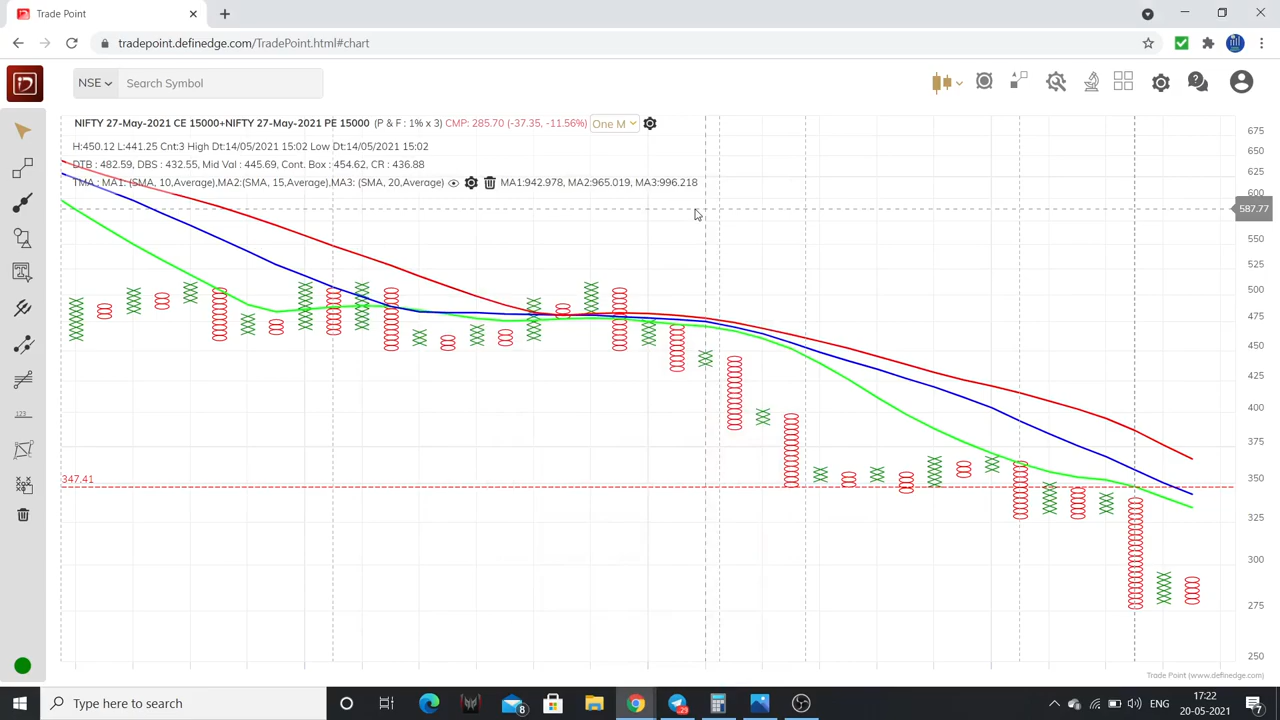 Trade Point
tradepoint.definedge.com/TradePoint.html#chart
NSE Search Symbol
NIFTY 27-May-2021 CE 15000+NIFTY 27-May-2021 PE 15000 (P & F : 1% x 3) CMP: 285.70 (-37.35, -11.56%) One M
H:450.12 L:441.25 Cnt:3 High Dt:14/05/2021 15:02 Low Dt:14/05/2021 15:02
DTB : 482.59, DBS : 432.55, Mid Vol : 445.69, Cont. Box : 454.62, CR : 436.88
TMA : MA1: (SMA, 10,Average),MA2:(SMA, 15,Average),MA3: (SMA, 20,Average) MA1:942.978, MA2:965.019, MA3:996.218
675
650
625
600
587.77
550
525
500
475
450
425
400
375
350
347.41
325
300
275
250
123
Trade Point (www.definedge.com)
Type here to search
8
29
17:22
20-05-2021
7